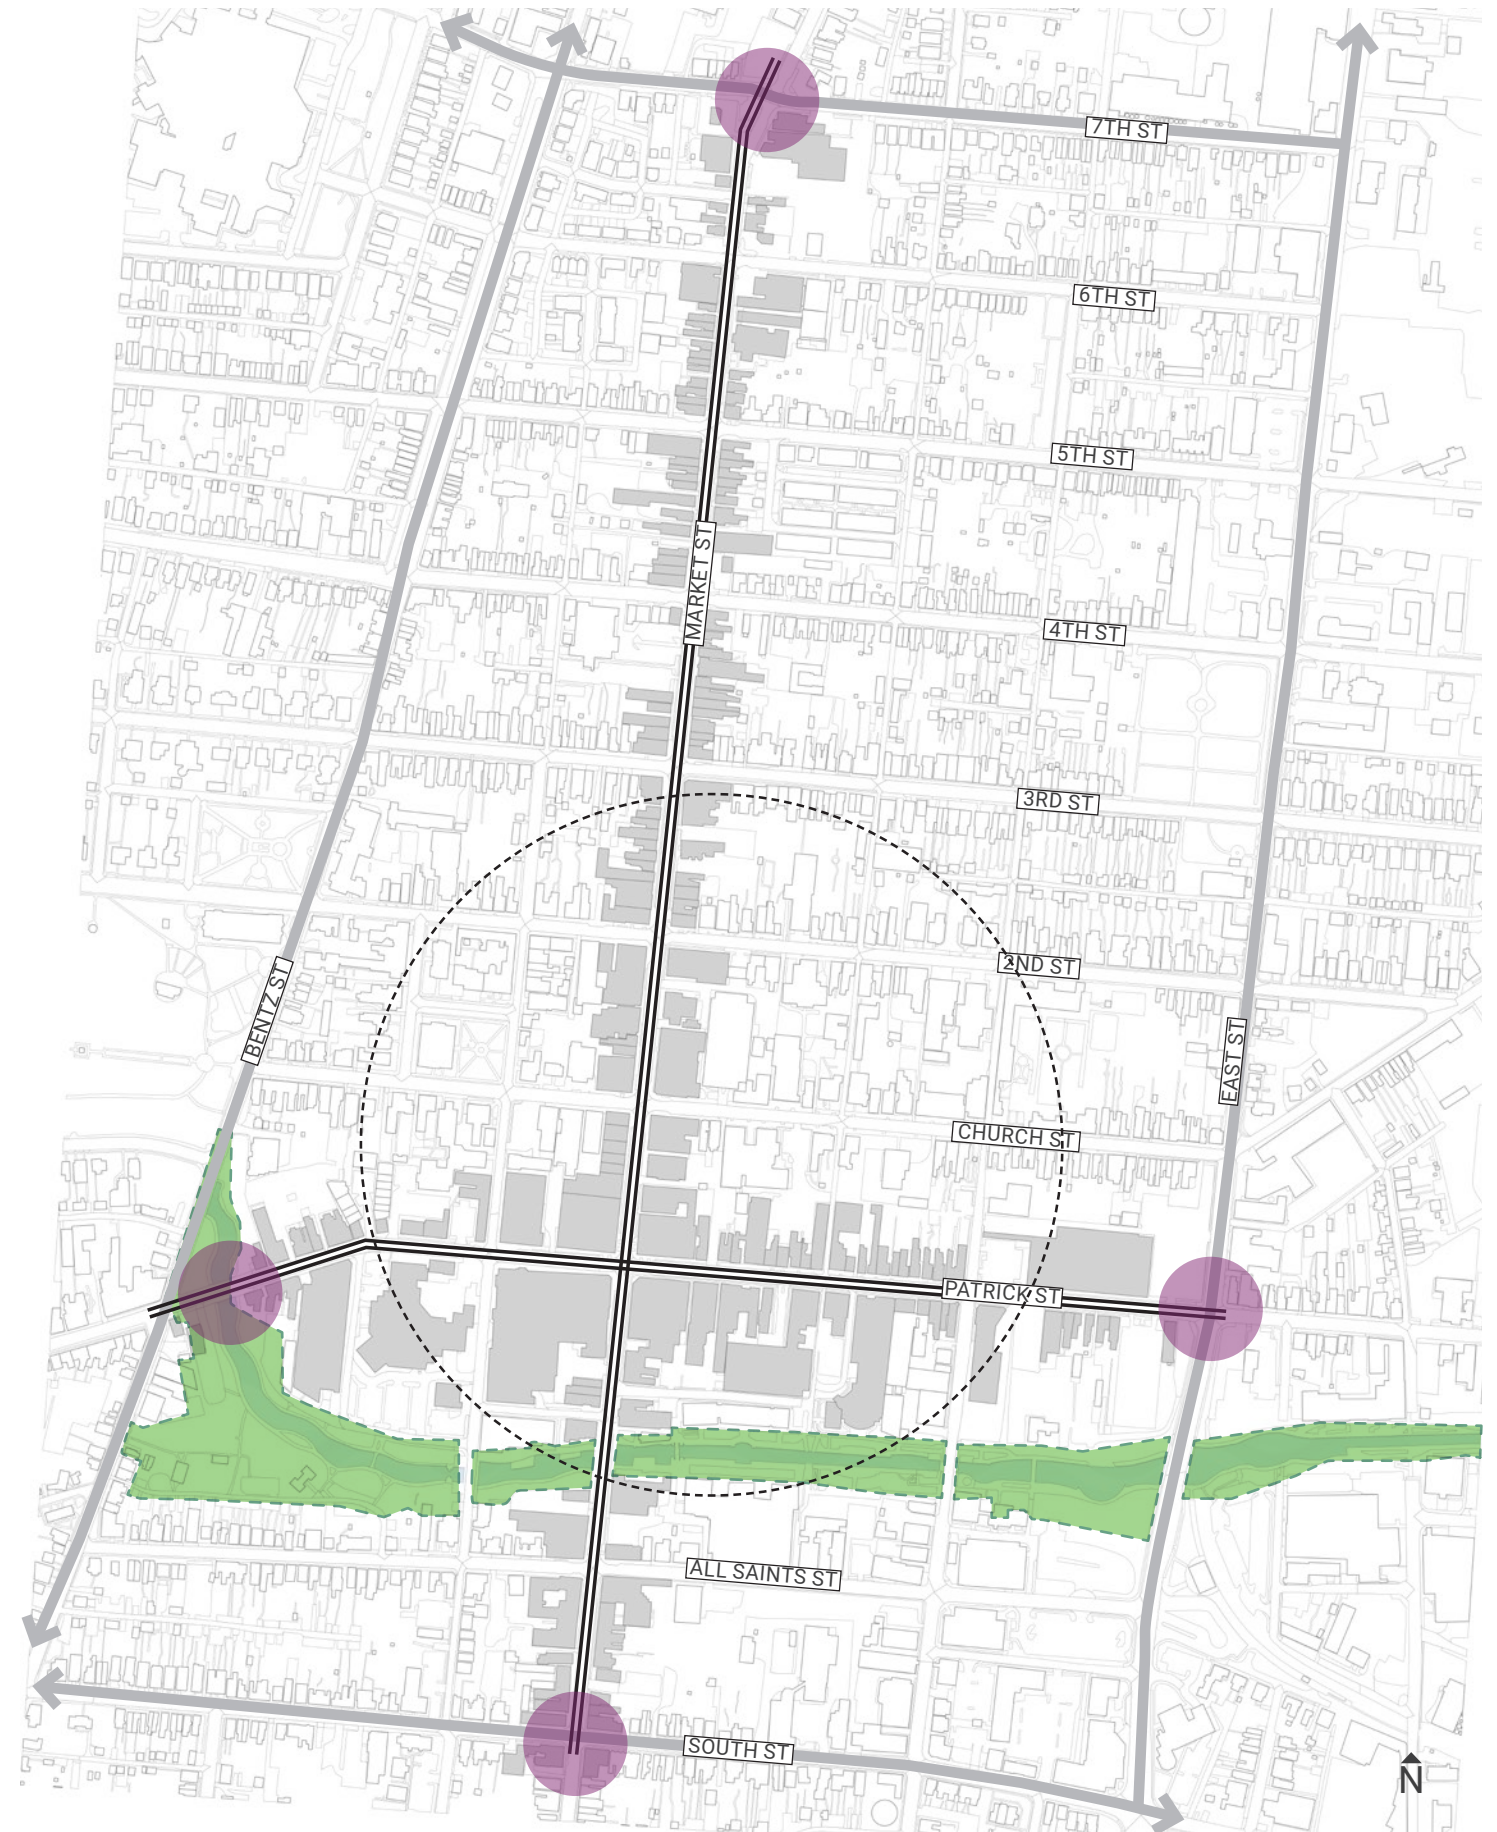 7TH ST
6TH ST
5TH ST
MARKET ST
4TH ST
3RD ST
2ND ST
BENTZ ST
EAST ST
CHURCH ST
PATRICK ST
ALL SAINTS ST
SOUTH ST
N